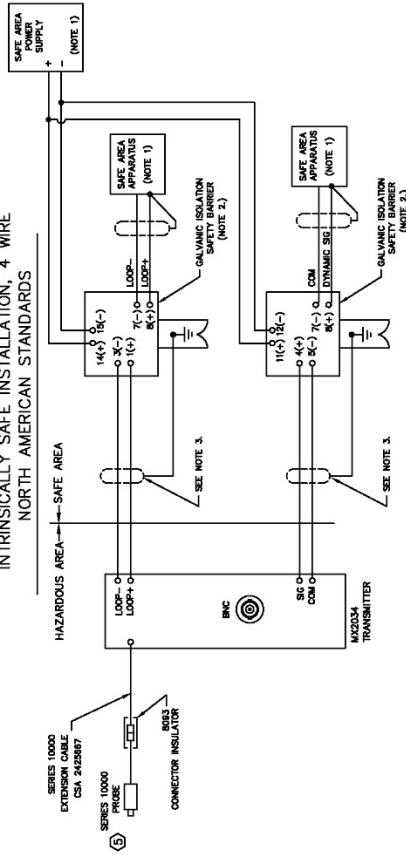 INTRINSICALLY SAFE INSTALLATION, 4 WIRE
NORTH AMERICAN STANDARDS
HAZARDOUS AREA
SAFE AREA
SAFE AREA
POWER
SUPPLY
(NOTE 1)
+
-
SERIES 10000
EXTENSION CABLE
CSA 2425867
5
SERIES 10000
PROBE
8093
CONNECTOR INSULATOR
LOOP-
LOOP+
BNC
SIG
COM
MX2034
TRANSMITTER
SEE NOTE 3.
14(+)
15(-)
3(-)
1(+)
7(-)
8(+)
LOOP-
LOOP+
SAFE AREA
APPARATUS
(NOTE 1)
GALVANIC ISOLATION
SAFETY BARRIER
(NOTE 2.)
SEE NOTE 3.
11(+)
12(-)
4(+)
5(-)
7(-)
8(+)
COM
DYNAMIC SIG
SAFE AREA
APPARATUS
(NOTE 1)
GALVANIC ISOLATION
SAFETY BARRIER
(NOTE 2.)